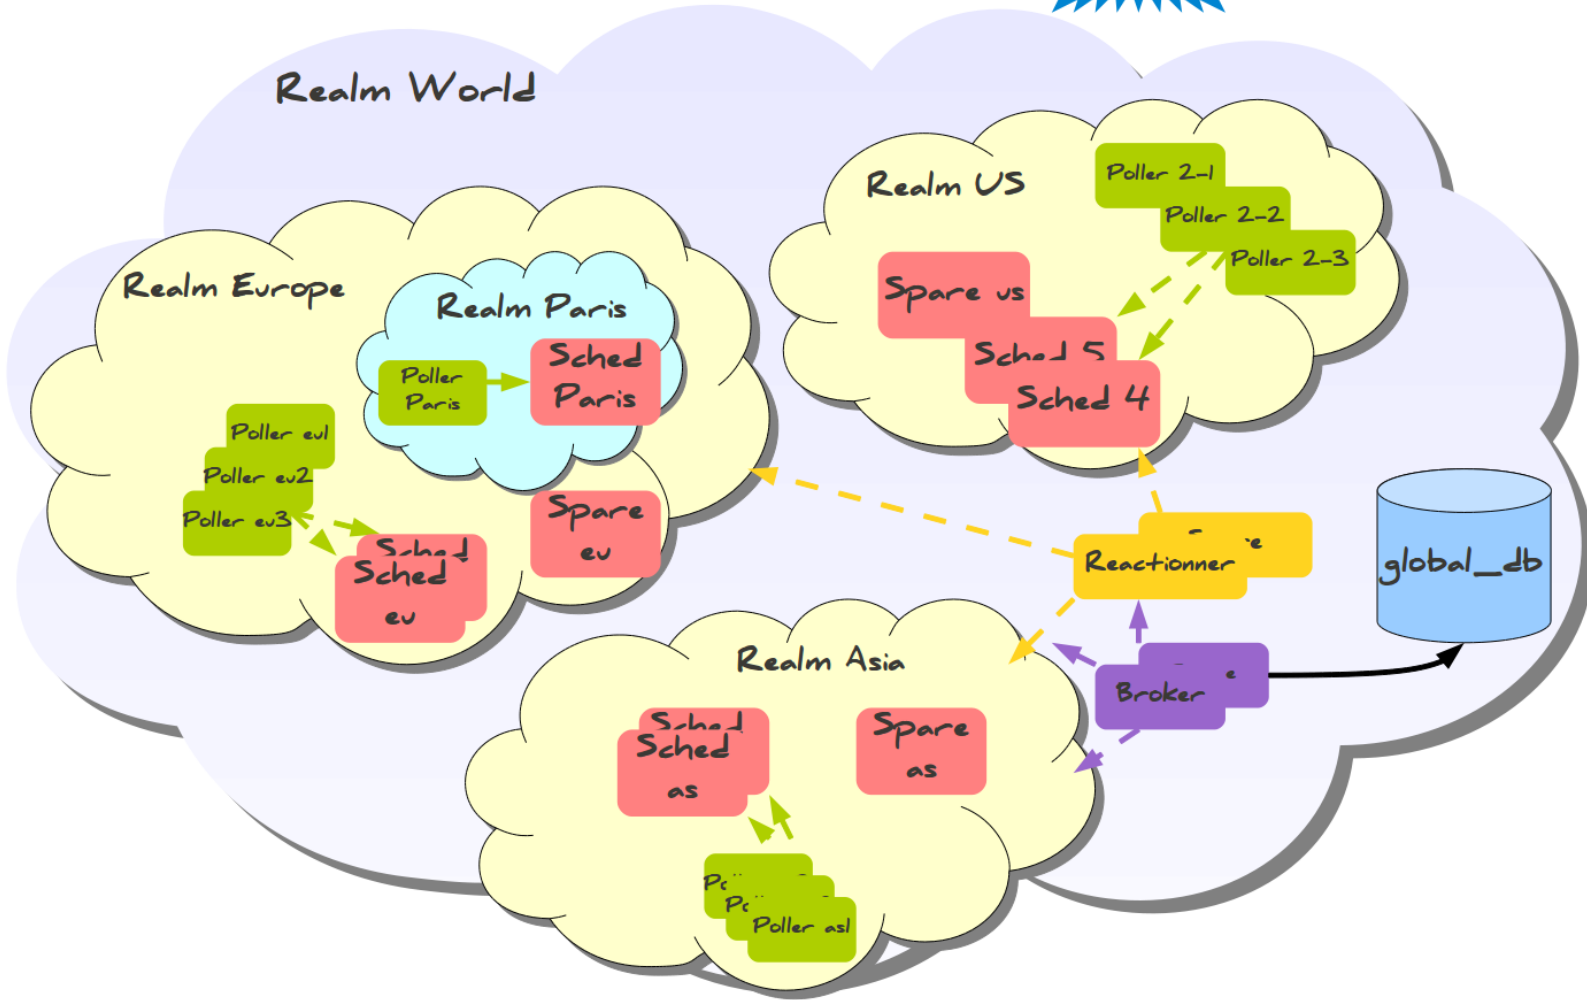 Realm World
Realm US
Poller 2-1
Poller 2-2
Poller 2-3
Spare us
Sched 5
Sched 4
Realm Europe
Realm Paris
Poller
Paris
Sched
Paris
Poller eu1
Poller eu2
Poller eu3
Sched
Sched
eu
Spare
eu
Reactionner
global_db
Broker
Realm Asia
Sched
Sched
as
Spare
as
Poller as1